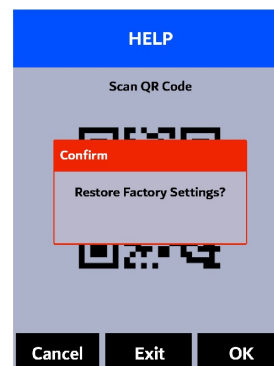 HELP
Scan QR Code
Confirm
Restore Factory Settings?
Cancel Exit OK